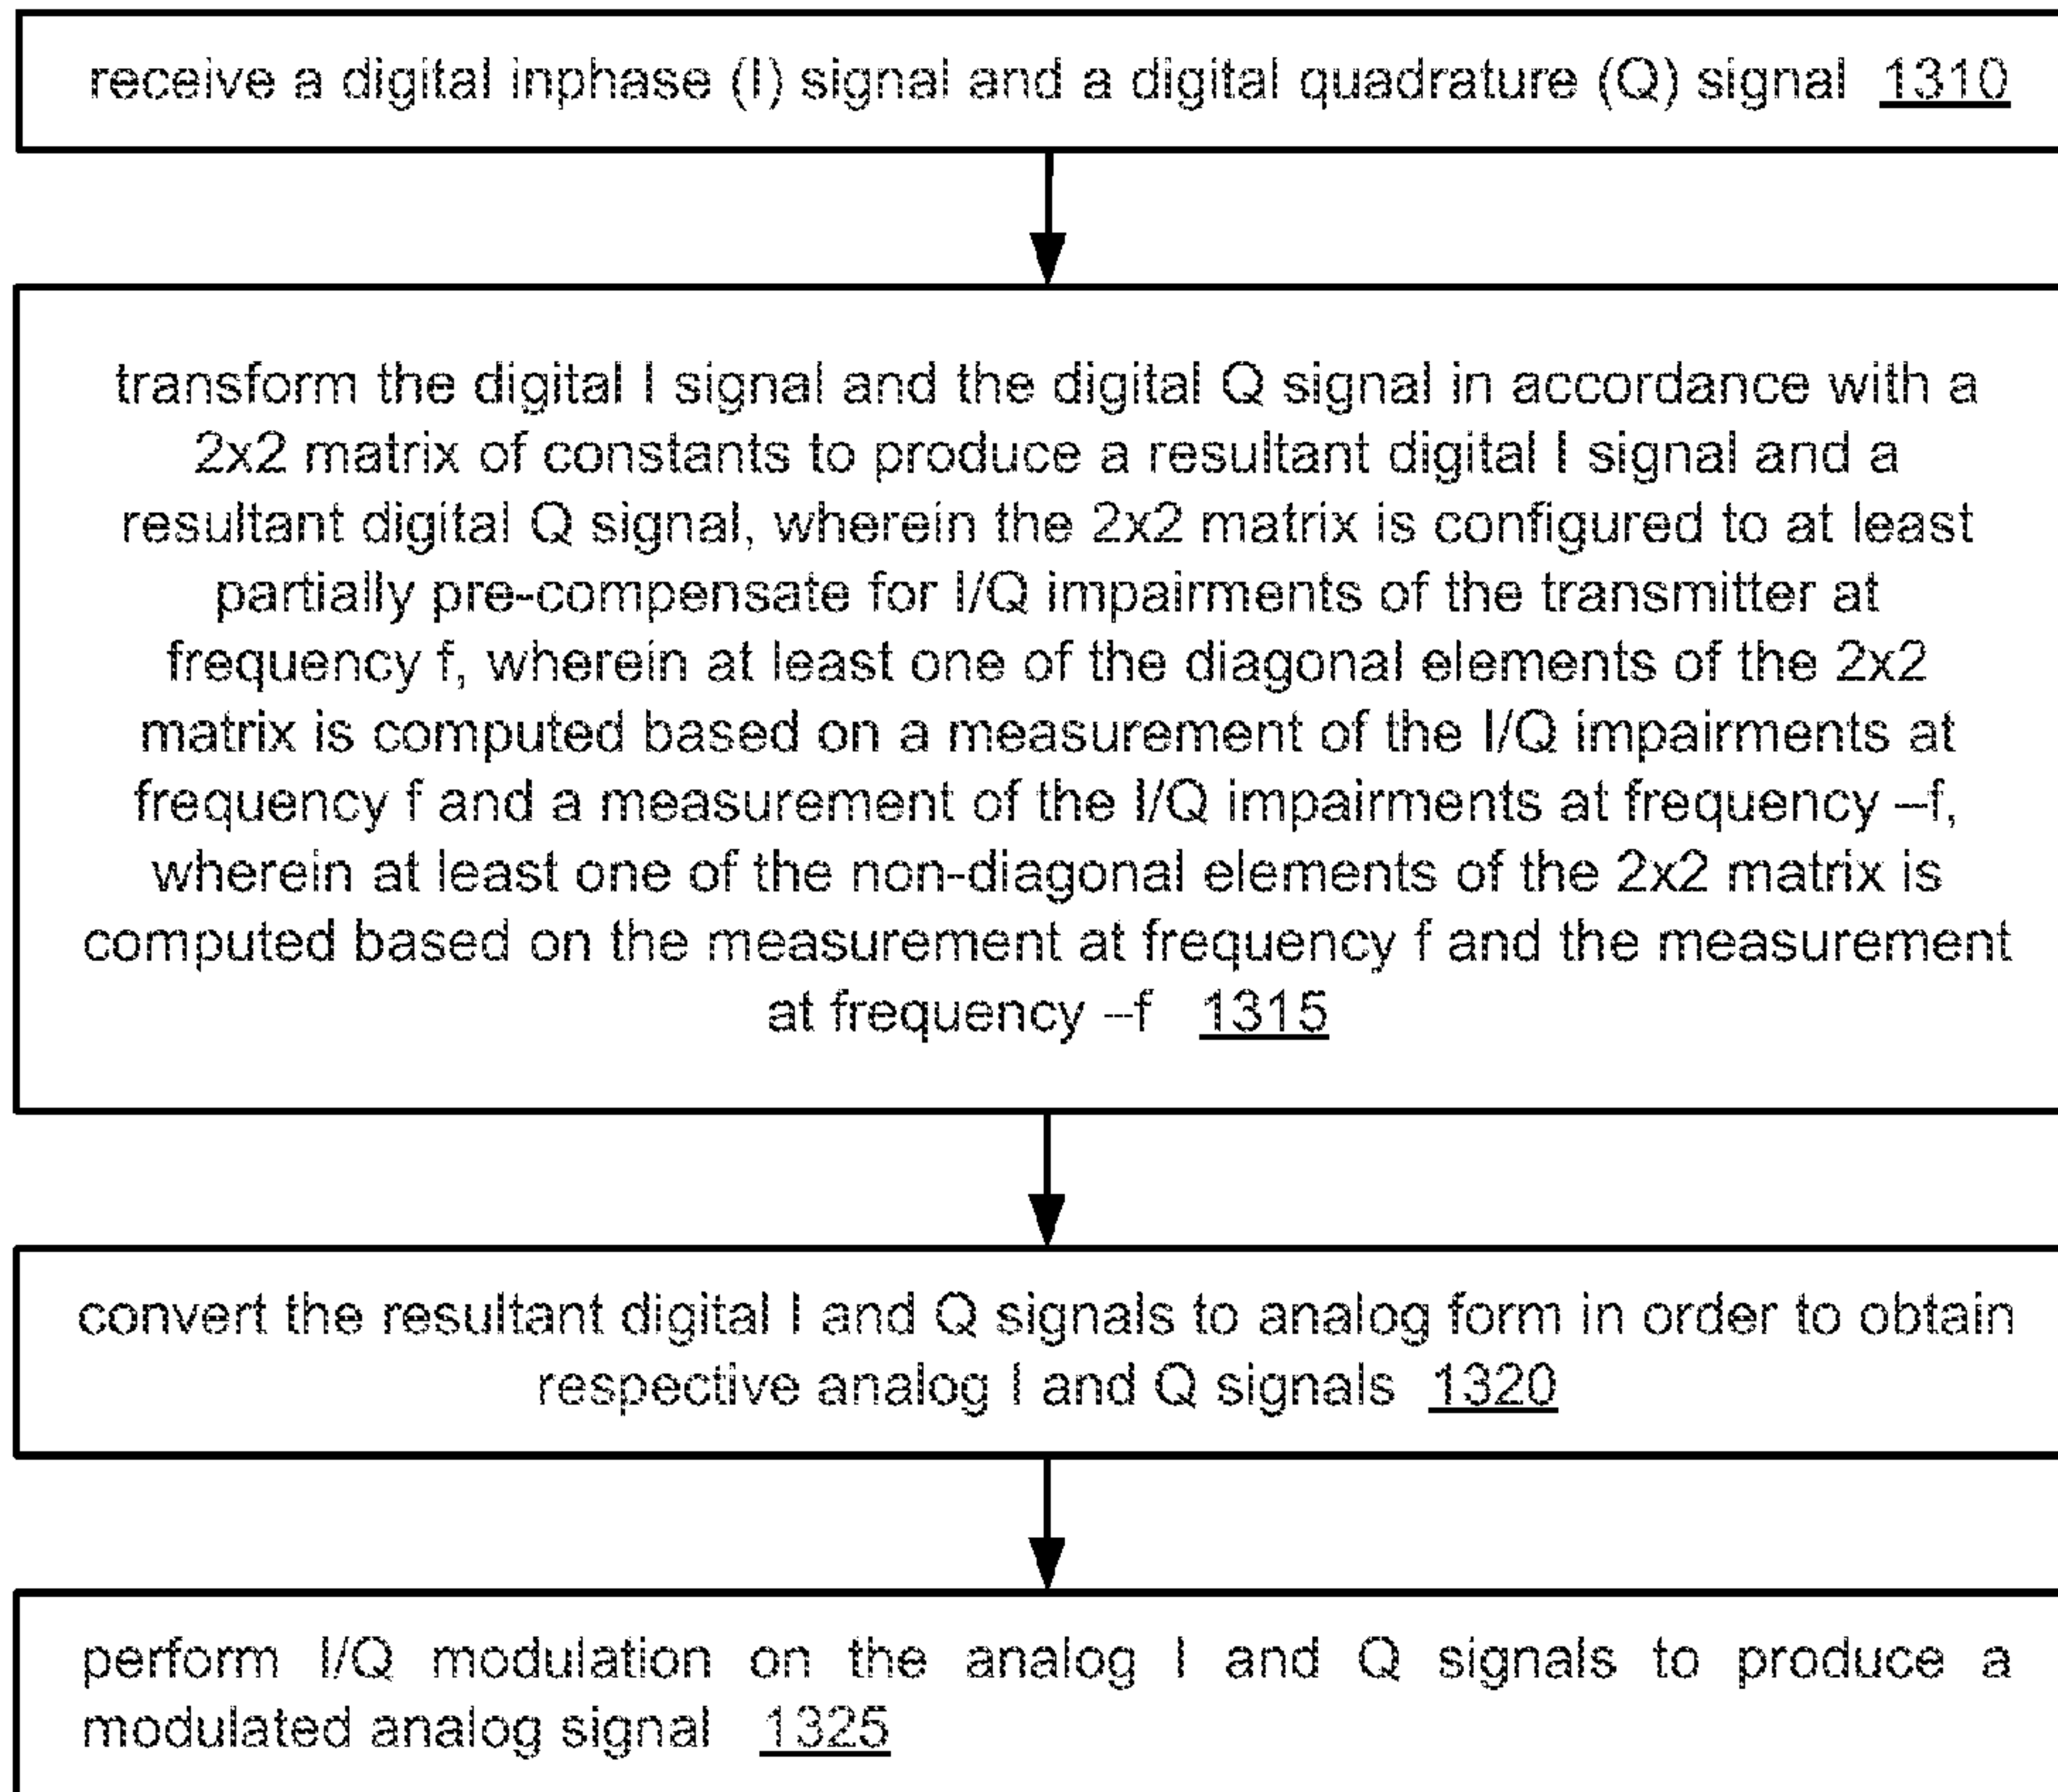 receive a digital inphase (I) signal and a digital quadrature (Q) signal 1310
transform the digital I signal and the digital Q signal in accordance with a
2x2 matrix of constants to produce a resultant digital I signal and a
resultant digital Q signal, wherein the 2x2 matrix is configured to at least
partially pre-compensate for I/Q impairments of the transmitter at
frequency f, wherein at least one of the diagonal elements of the 2x2
matrix is computed based on a measurement of the I/Q impairments at
frequency f and a measurement of the I/Q impairments at frequency –f,
wherein at least one of the non-diagonal elements of the 2x2 matrix is
computed based on the measurement at frequency f and the measurement
at frequency –f 1315
convert the resultant digital I and Q signals to analog form in order to obtain
respective analog I and Q signals 1320
perform I/Q modulation on the analog I and Q signals to produce a
modulated analog signal 1325